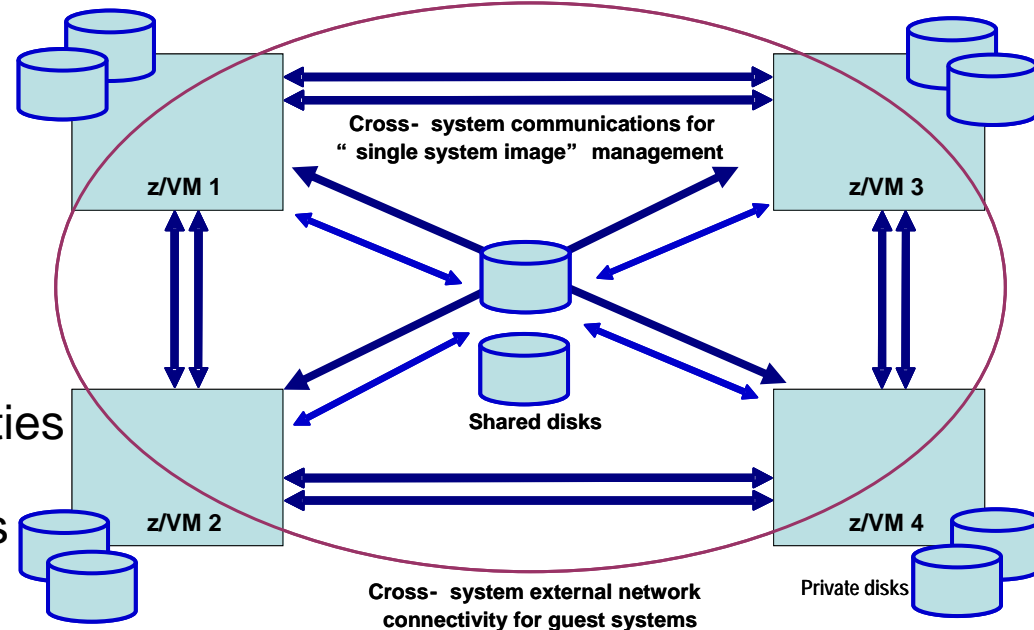 Cross- system communications for
“ single system image” management
z/VM 1
z/VM 3
Shared disks
ties
s
z/VM 2
z/VM 4
Private disks
Cross- system external network
connectivity for guest systems